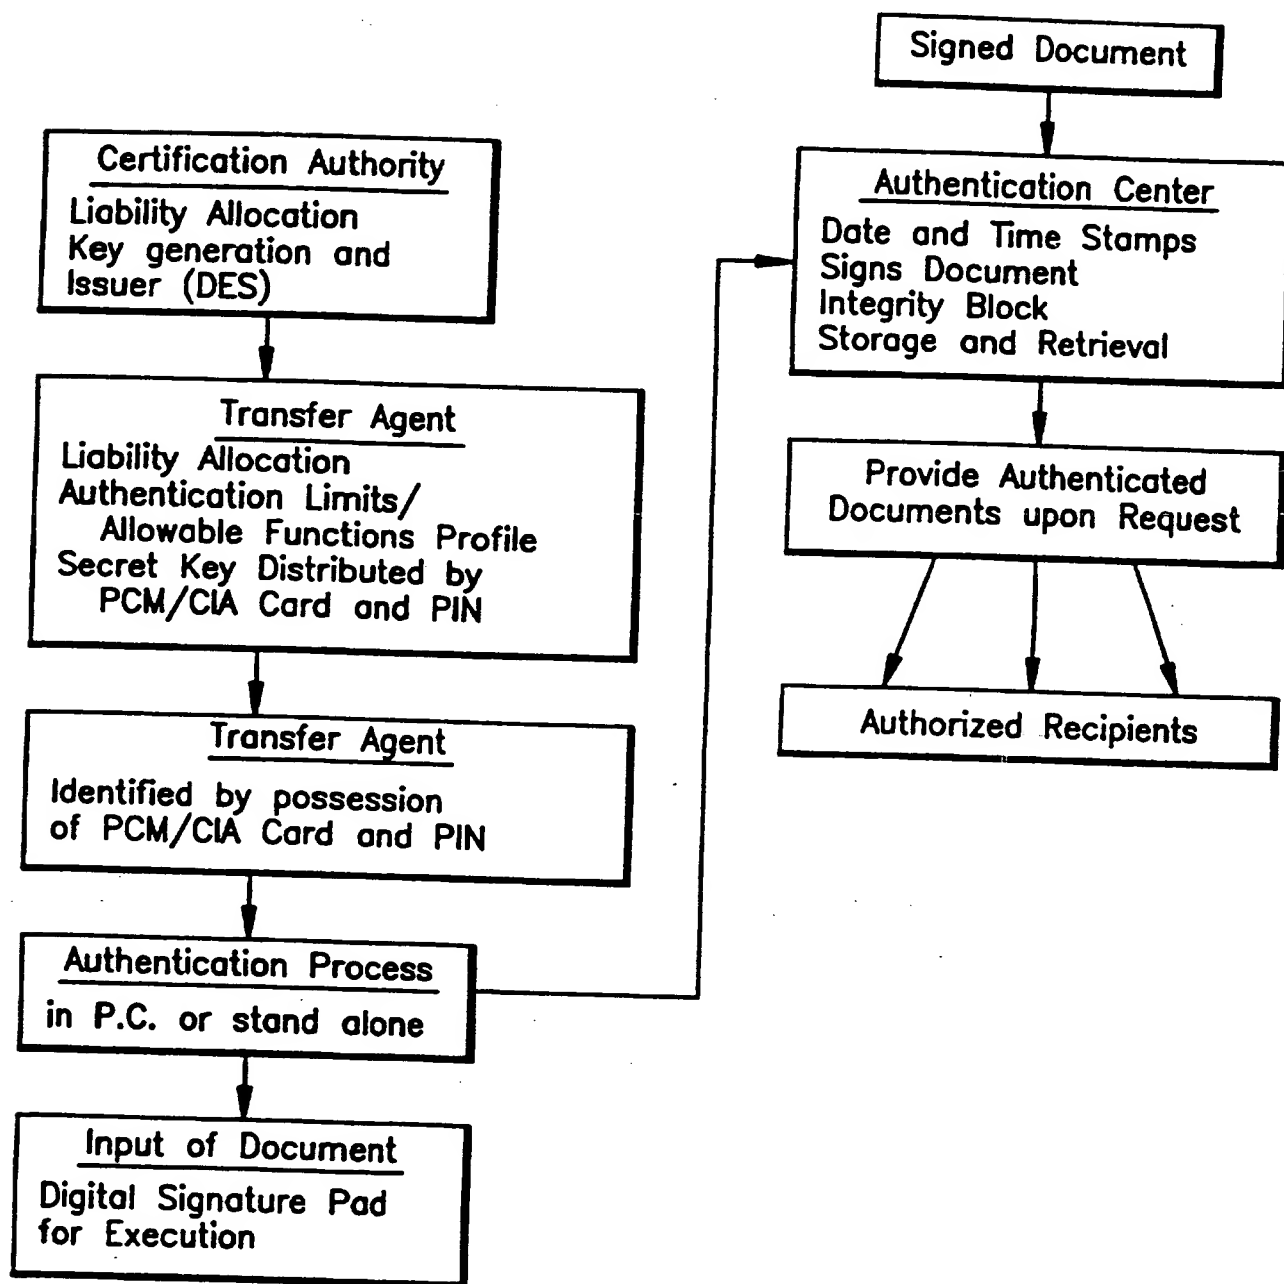 Certification Authority
Liability Allocation
Key generation and
Issuer (DES)
Transfer Agent
Liability Allocation
Authentication Limits/
Allowable Functions Profile
Secret Key Distributed by
PCM/CIA Card and PIN
Transfer Agent
Identified by possession
of PCM/CIA Card and PIN
Authentication Process
in P.C. or stand alone
Input of Document
Digital Signature Pad
for Execution
Signed Document
Authentication Center
Date and Time Stamps
Signs Document
Integrity Block
Storage and Retrieval
Provide Authenticated
Documents upon Request
Authorized Recipients